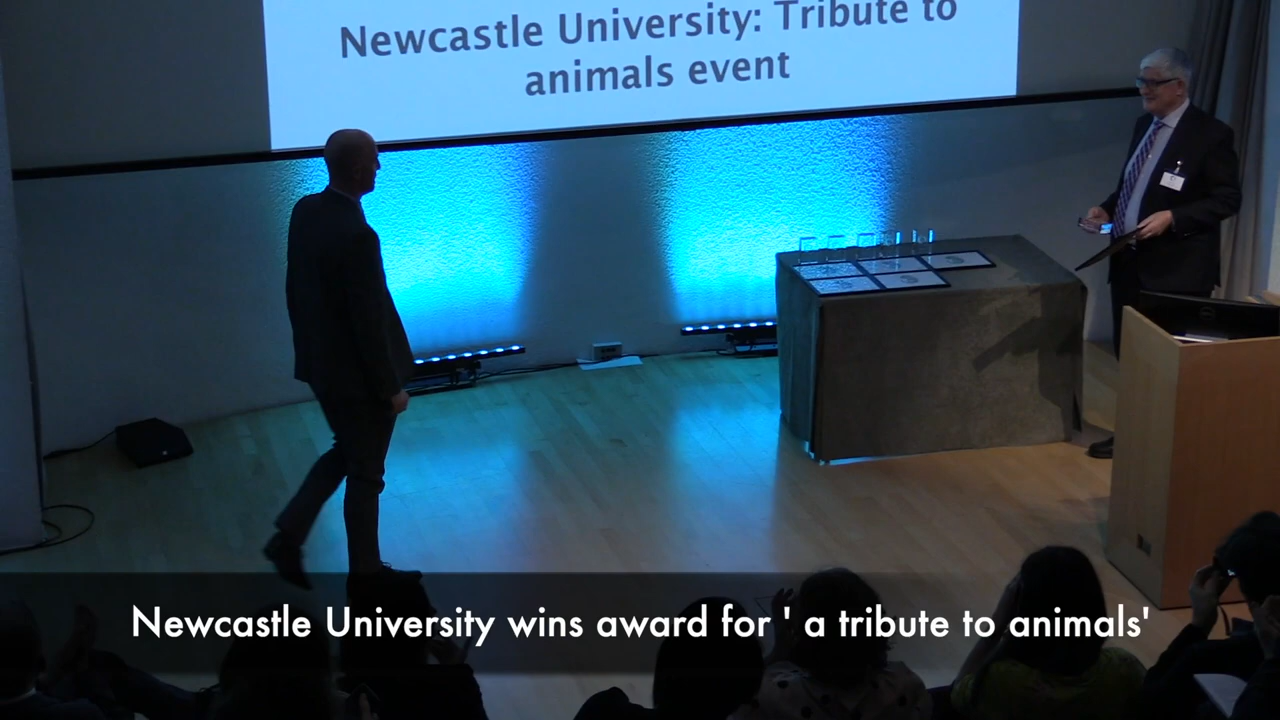 Newcastle University: Tribute to
animals event
Newcastle University wins award for ' a tribute to animals'